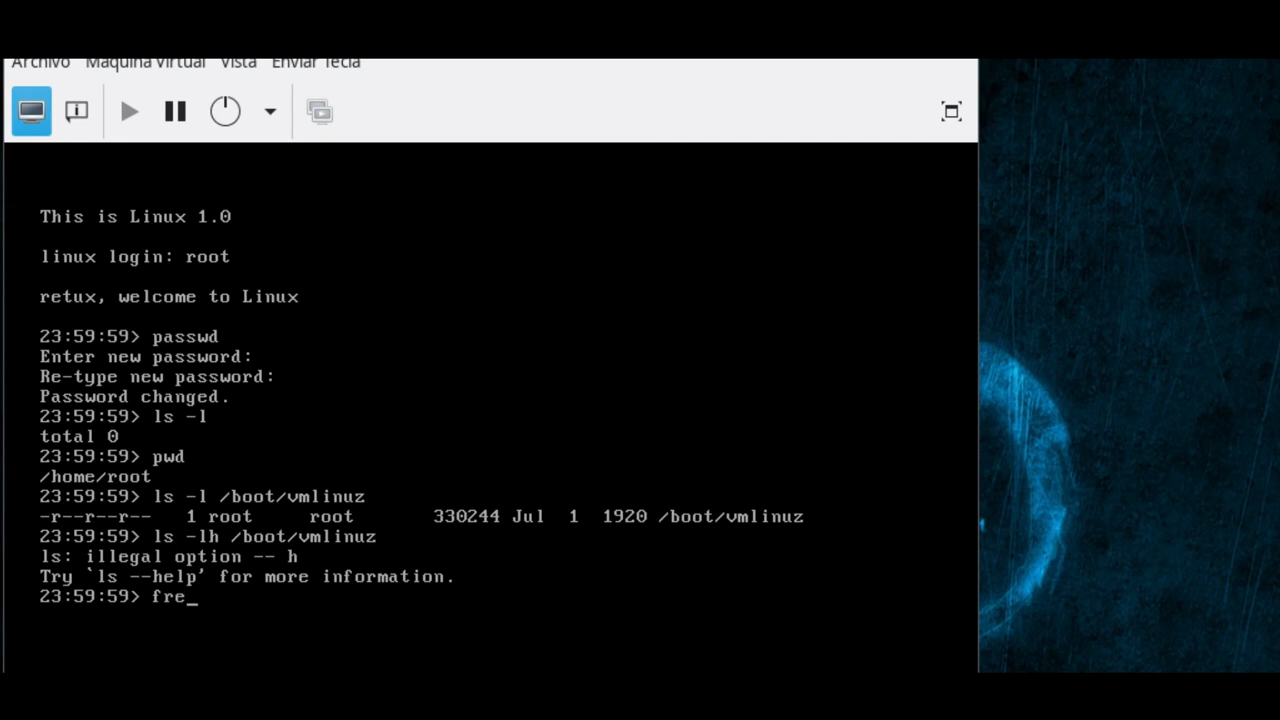 Archivo Máquina Virtual Vista Enviar Tecla
This is Linux 1.0
linux login: root
retux, welcome to Linux
23:59:59> passwd
Enter new password:
Re-type new password:
Password changed.
23:59:59> ls -l
total 0
23:59:59> pwd
/home/root
23:59:59> ls -l /boot/vmlinuz
-r--r--r-- 1 root root 330244 Jul 1 1920 /boot/vmlinuz
23:59:59> ls -lh /boot/vmlinuz
ls: illegal option -- h
Try `ls --help' for more information.
23:59:59> fre_